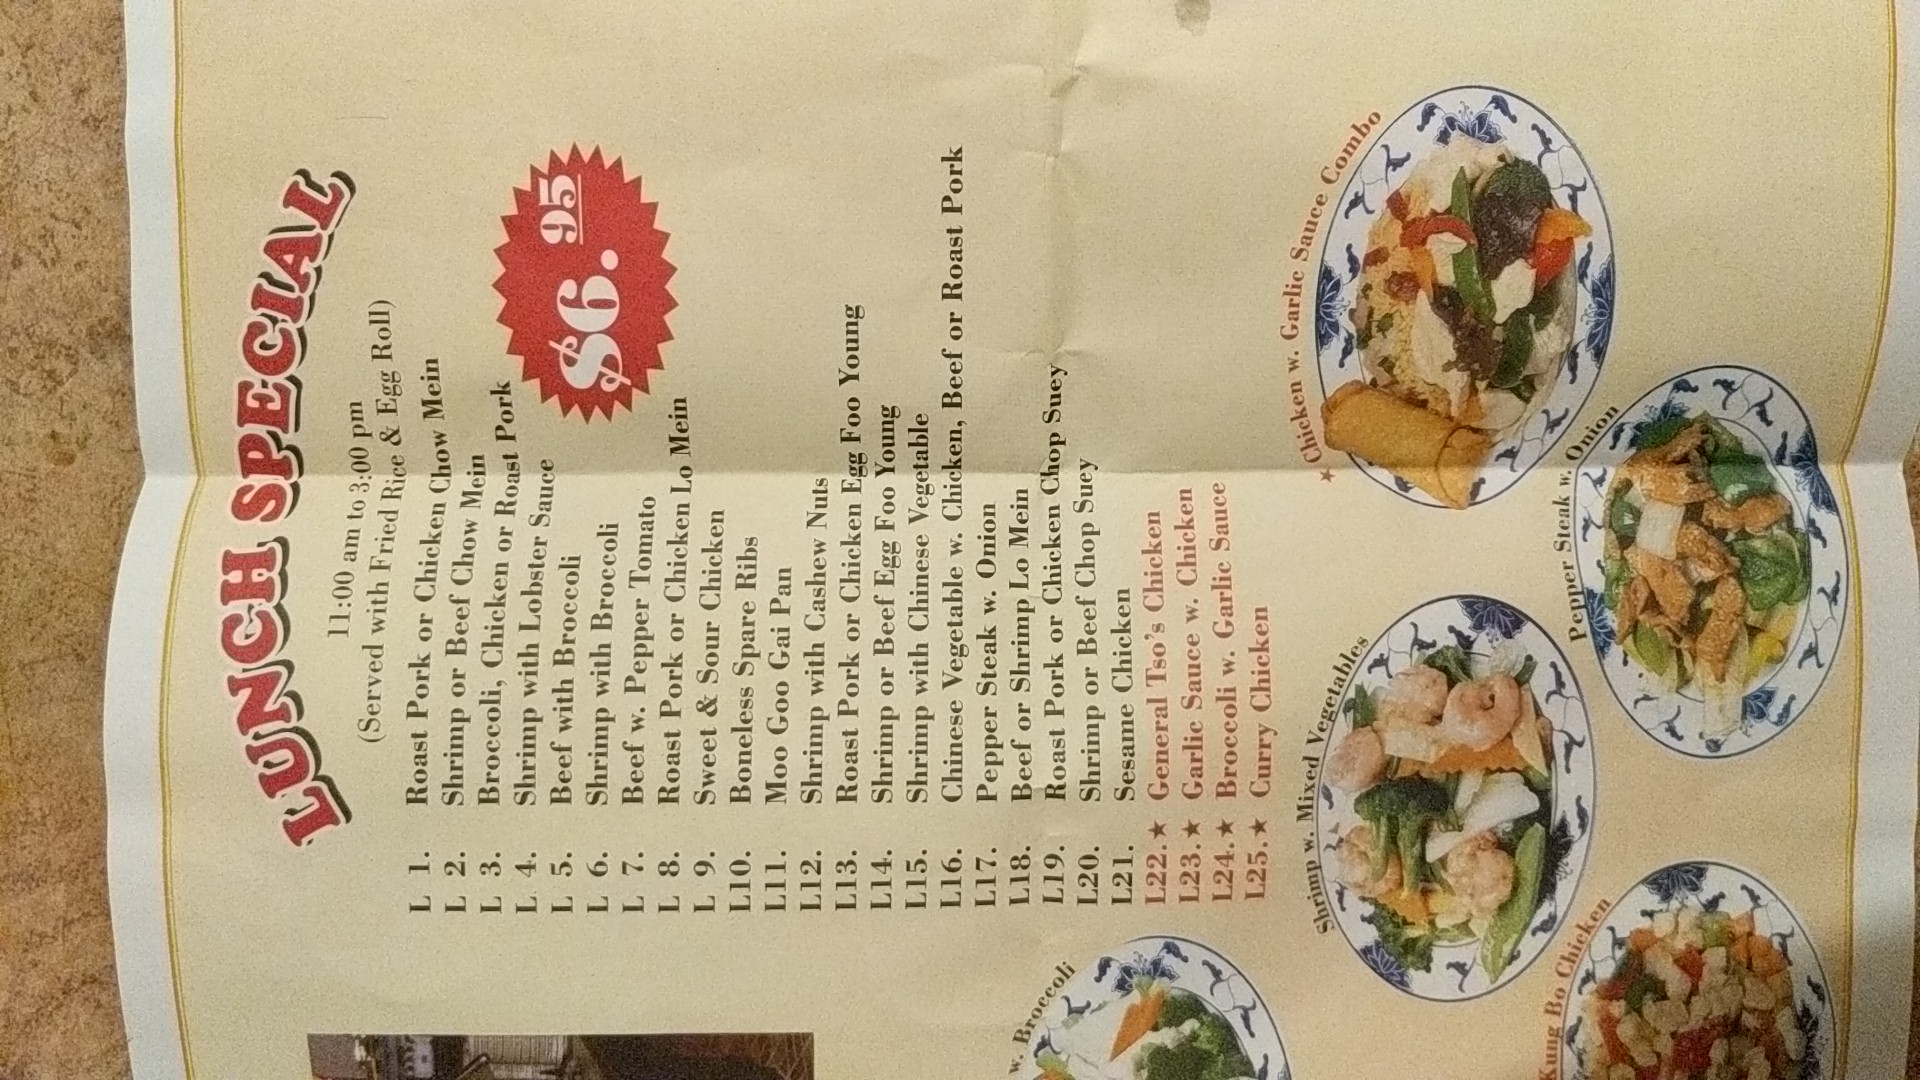 LUNCH SPECIAL
11:00 am to 3:00 pm
(Served with Fried Rice & Egg Roll)
$6.95
L 1. Roast Pork or Chicken Chow Mein
L 2. Shrimp or Beef Chow Mein
L 3. Broccoli, Chicken or Roast Pork
L 4. Shrimp with Lobster Sauce
L 5. Beef with Broccoli
L 6. Shrimp with Broccoli
L 7. Beef w. Pepper Tomato
L 8. Roast Pork or Chicken Lo Mein
L 9. Sweet & Sour Chicken
L10. Boneless Spare Ribs
L11. Moo Goo Gai Pan
L12. Shrimp with Cashew Nuts
L13. Roast Pork or Chicken Egg Foo Young
L14. Shrimp or Beef Egg Foo Young
L15. Shrimp with Chinese Vegetable
L16. Chinese Vegetable w. Chicken, Beef or Roast Pork
L17. Pepper Steak w. Onion
L18. Beef or Shrimp Lo Mein
L19. Roast Pork or Chicken Chop Suey
L20. Shrimp or Beef Chop Suey
L21. Sesame Chicken
L22.★ General Tso's Chicken
L23.★ Garlic Sauce w. Chicken
L24.★ Broccoli w. Garlic Sauce
L25.★ Curry Chicken
w. Broccoli
Shrimp w. Mixed Vegetables
★ Chicken w. Garlic Sauce Combo
Kung Bo Chicken
Pepper Steak w. Onion